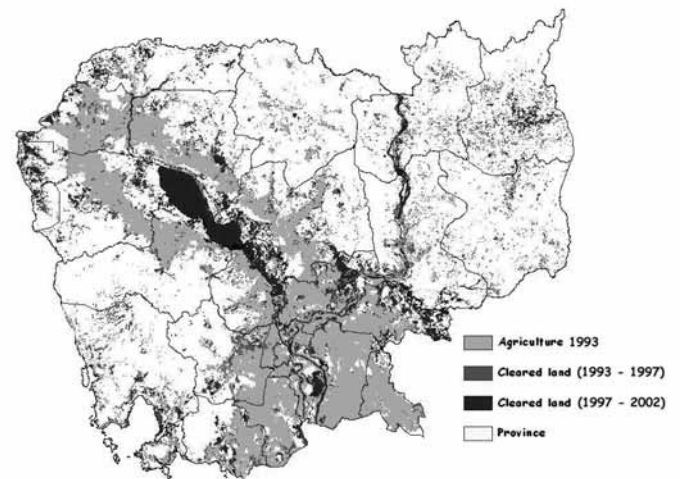 Agriculture 1993
Cleared land (1993 - 1997)
Cleared land (1997 - 2002)
Province